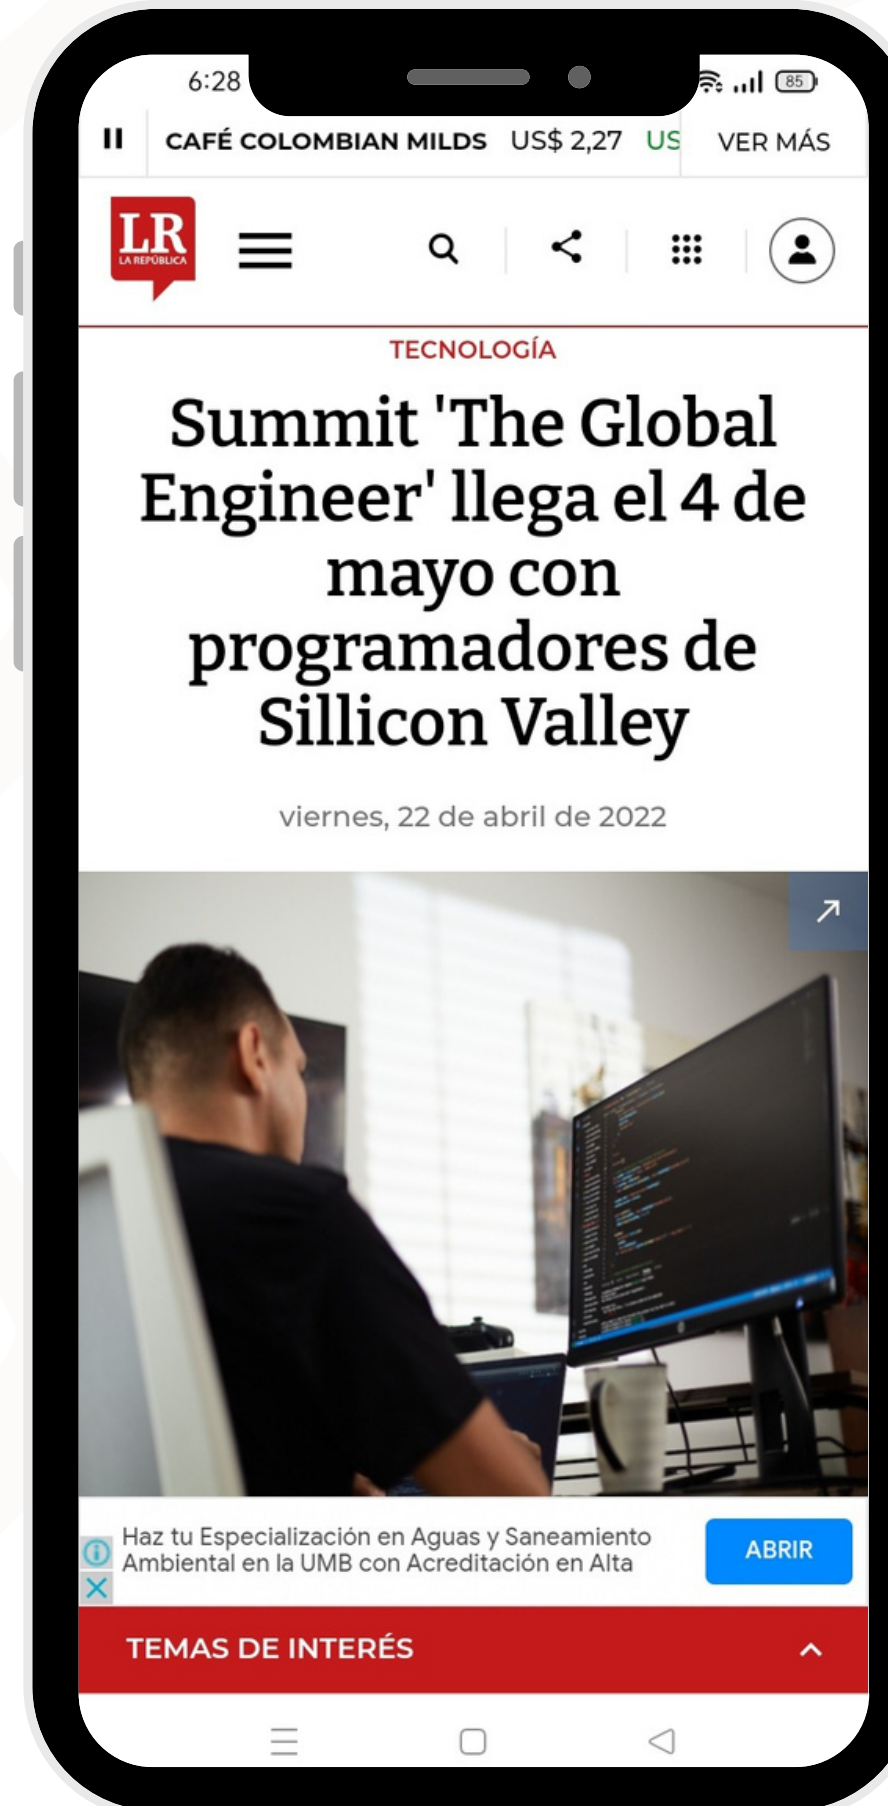 6:28
85
CAFÉ COLOMBIAN MILDS US$ 2,27 US
VER MÁS
LR
LA REPÚBLICA
TECNOLOGÍA
Summit 'The Global
Engineer' llega el 4 de
mayo con
programadores de
Sillicon Valley
viernes, 22 de abril de 2022
Haz tu Especialización en Aguas y Saneamiento
Ambiental en la UMB con Acreditación en Alta
ABRIR
TEMAS DE INTERÉS